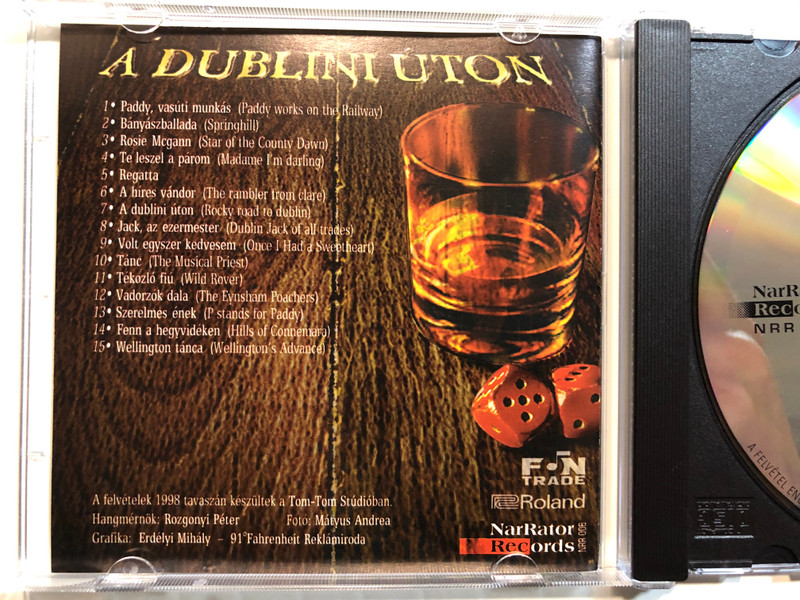 A DUBLINI ÚTON
1• Paddy, vasúti munkás (Paddy works on the Railway)
2• Bányászballada (Springhill)
3• Rosie Mcgann (Star of the County Dawn)
4• Te leszel a párom (Madame I'm darling)
5• Regatta
6• A híres vándor (The rambler from clare)
7• A dublini úton (Rocky road to dublin)
8• Jack, az ezermester (Dublin Jack of all trades)
9• Volt egyszer kedvesem (Once I Had a Sweetheart)
10• Tánc (The Musical Priest)
11• Tékozló fiú (Wild Rover)
12• Vadorzók dala (The Eynsham Poachers)
13• Szerelmes ének (P stands for Paddy)
14• Fenn a hegyvidéken (Hills of Connemara)
15• Wellington tánca (Wellington's Advance)
FON
TRADE
Roland
A felvételek 1998 tavaszán készültek a Tom-Tom Stúdióban.
Hangmérnök: Rozgonyi Péter Fotó: Mátyus Andrea
Grafika: Erdélyi Mihály – 91°Fahrenheit Reklámiroda
NarRator
Records
NRR 006
NarR
Reco
NRR
A FELVÉTEL EN